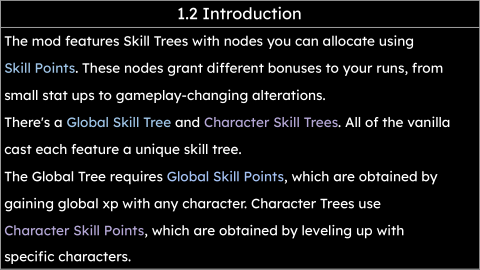 1.2 Introduction
The mod features Skill Trees with nodes you can allocate using
Skill Points. These nodes grant different bonuses to your runs, from
small stat ups to gameplay-changing alterations.
There's a Global Skill Tree and Character Skill Trees. All of the vanilla
cast each feature a unique skill tree.
The Global Tree requires Global Skill Points, which are obtained by
gaining global xp with any character. Character Trees use
Character Skill Points, which are obtained by leveling up with
specific characters.